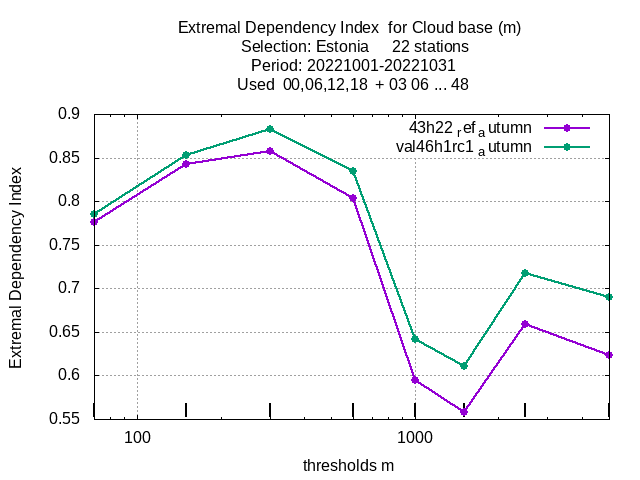 Extremal Dependency Index for Cloud base (m)
Selection: Estonia 22 stations
Period: 20221001-20221031
Used 00,06,12,18 + 03 06 ... 48
43h22 ref autumn
val46h1rc1 autumn
0.9
0.85
0.8
0.75
0.7
0.65
0.6
0.55
Extremal Dependency Index
100
1000
thresholds m